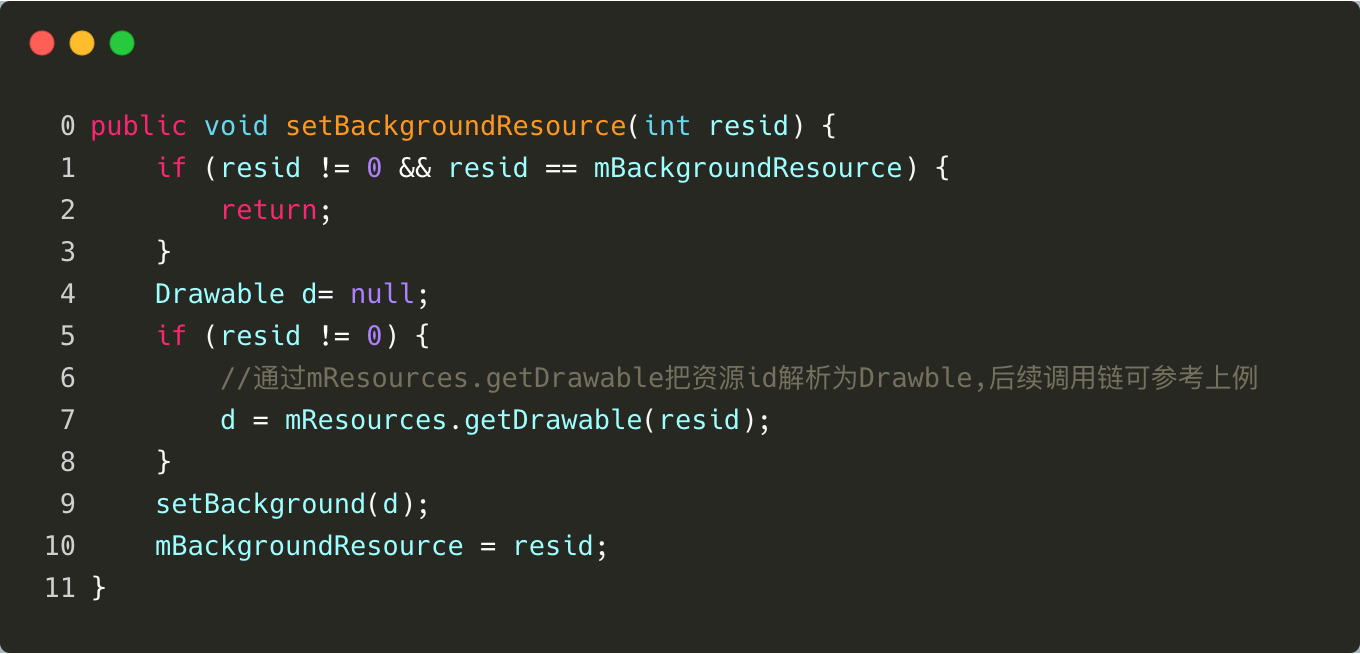 0 public void setBackgroundResource(int resid) {
1     if (resid != 0 && resid == mBackgroundResource) {
2         return;
3     }
4     Drawable d= null;
5     if (resid != 0) {
6         //通过mResources.getDrawable把资源id解析为Drawble,后续调用链可参考上例
7         d = mResources.getDrawable(resid);
8     }
9     setBackground(d);
10     mBackgroundResource = resid;
11 }